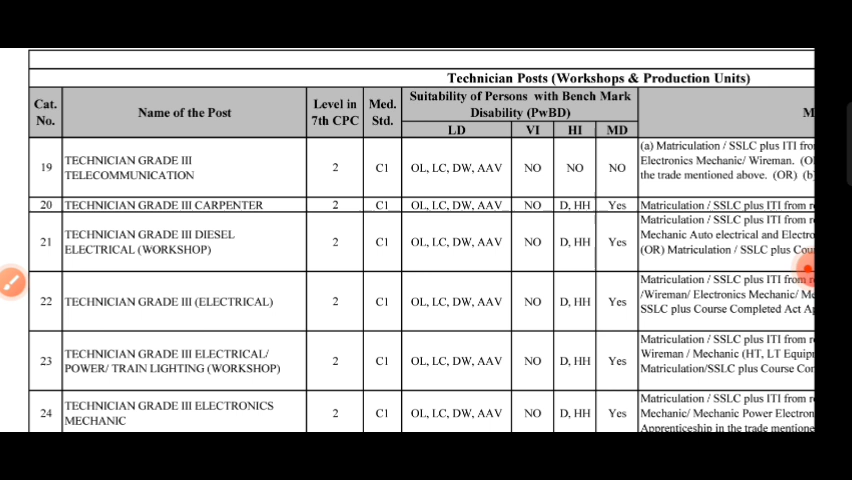 Technician Posts (Workshops & Production Units)
Cat. No.
Name of the Post
Level in 7th CPC
Med. Std.
Suitability of Persons with Bench Mark Disability (PwBD)
LD VI HI MD
19 TECHNICIAN GRADE III TELECOMMUNICATION 2 C1 OL, LC, DW, AAV NO NO NO
(a) Matriculation / SSLC plus ITI
Electronics Mechanic/ Wireman.
the trade mentioned above. (OR)
20 TECHNICIAN GRADE III CARPENTER 2 C1 OL, LC, DW, AAV NO D, HH Yes
Matriculation / SSLC plus ITI from
21 TECHNICIAN GRADE III DIESEL ELECTRICAL (WORKSHOP) 2 C1 OL, LC, DW, AAV NO D, HH Yes
Matriculation / SSLC plus ITI from
Mechanic Auto electrical and
(OR) Matriculation / SSLC plus
22 TECHNICIAN GRADE III (ELECTRICAL) 2 C1 OL, LC, DW, AAV NO D, HH Yes
Matriculation / SSLC plus ITI from
/Wireman/ Electronics Mechanic/
SSLC plus Course Completed Act
23 TECHNICIAN GRADE III ELECTRICAL/ POWER/ TRAIN LIGHTING (WORKSHOP) 2 C1 OL, LC, DW, AAV NO D, HH Yes
Matriculation / SSLC plus ITI from
Wireman / Mechanic (HT, LT
Matriculation/SSLC plus Course
24 TECHNICIAN GRADE III ELECTRONICS MECHANIC 2 C1 OL, LC, DW, AAV NO D, HH Yes
Matriculation / SSLC plus ITI from
Mechanic/ Mechanic Power
Apprenticeship in the trade